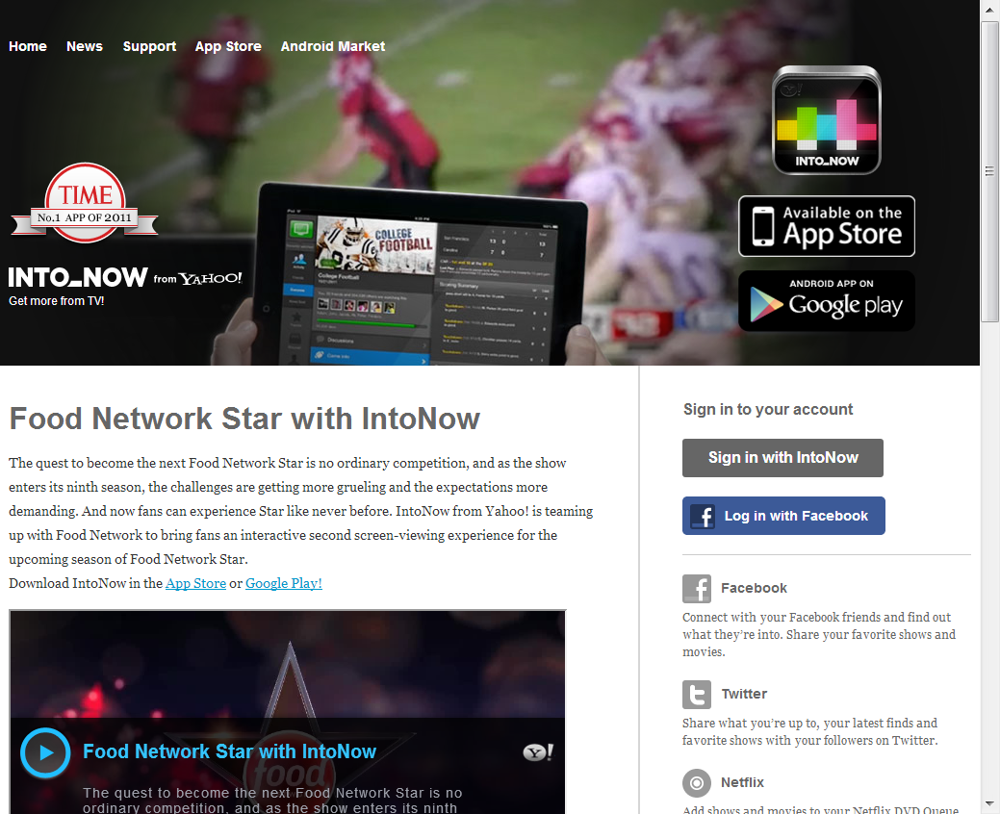 Home News Support App Store Android Market
INTO_NOW
TIME
No.1 APP OF 2011
Available on the
App Store
INTO_NOW from YAHOO!
Get more from TV!
ANDROID APP ON
Google play
COLLEGE
FOOTBALL
College Football
Scoring Summary
Discussions
Food Network Star with IntoNow
The quest to become the next Food Network Star is no ordinary competition, and as the show
enters its ninth season, the challenges are getting more grueling and the expectations more
demanding. And now fans can experience Star like never before. IntoNow from Yahoo! is teaming
up with Food Network to bring fans an interactive second screen-viewing experience for the
upcoming season of Food Network Star.
Download IntoNow in the App Store or Google Play!
Food Network Star with IntoNow
Y!
food
The quest to become the next Food Network Star is no
ordinary competition, and as the show enters its ninth
Sign in to your account
Sign in with IntoNow
Log in with Facebook
Facebook
Connect with your Facebook friends and find out
what they’re into. Share your favorite shows and
movies.
Twitter
Share what you’re up to, your latest finds and
favorite shows with your followers on Twitter.
Netflix
Add shows and movies to your Netflix DVD Queue